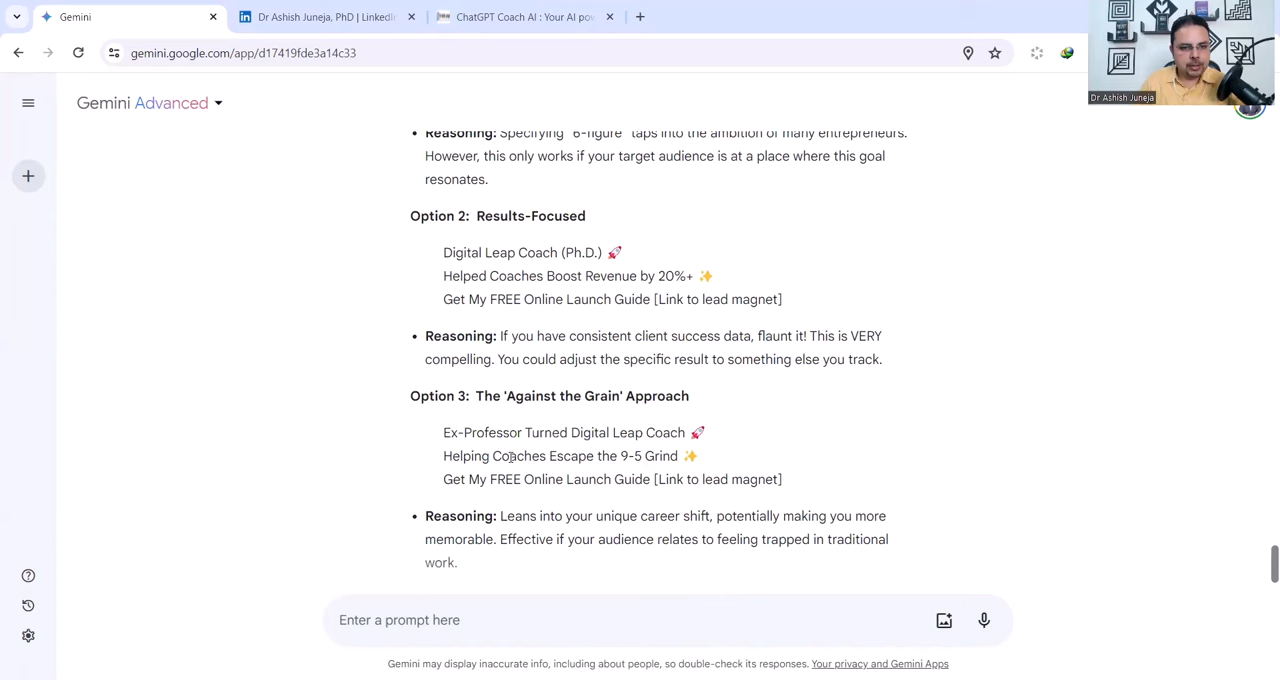 Gemini
Dr Ashish Juneja, PhD | LinkedIn
ChatGPT Coach AI : Your AI pow
gemini.google.com/app/d17419fde3a14c33
Dr Ashish Juneja
Gemini Advanced
Reasoning: Specifying "6-figure" taps into the ambition of many entrepreneurs.
However, this only works if your target audience is at a place where this goal
resonates.
Option 2: Results-Focused
Digital Leap Coach (Ph.D.) 🚀
Helped Coaches Boost Revenue by 20%+ ✨
Get My FREE Online Launch Guide [Link to lead magnet]
Reasoning: If you have consistent client success data, flaunt it! This is VERY
compelling. You could adjust the specific result to something else you track.
Option 3: The 'Against the Grain' Approach
Ex-Professor Turned Digital Leap Coach 🚀
Helping Coaches Escape the 9-5 Grind ✨
Get My FREE Online Launch Guide [Link to lead magnet]
Reasoning: Leans into your unique career shift, potentially making you more
memorable. Effective if your audience relates to feeling trapped in traditional
work.
Enter a prompt here
Gemini may display inaccurate info, including about people, so double-check its responses. Your privacy and Gemini Apps